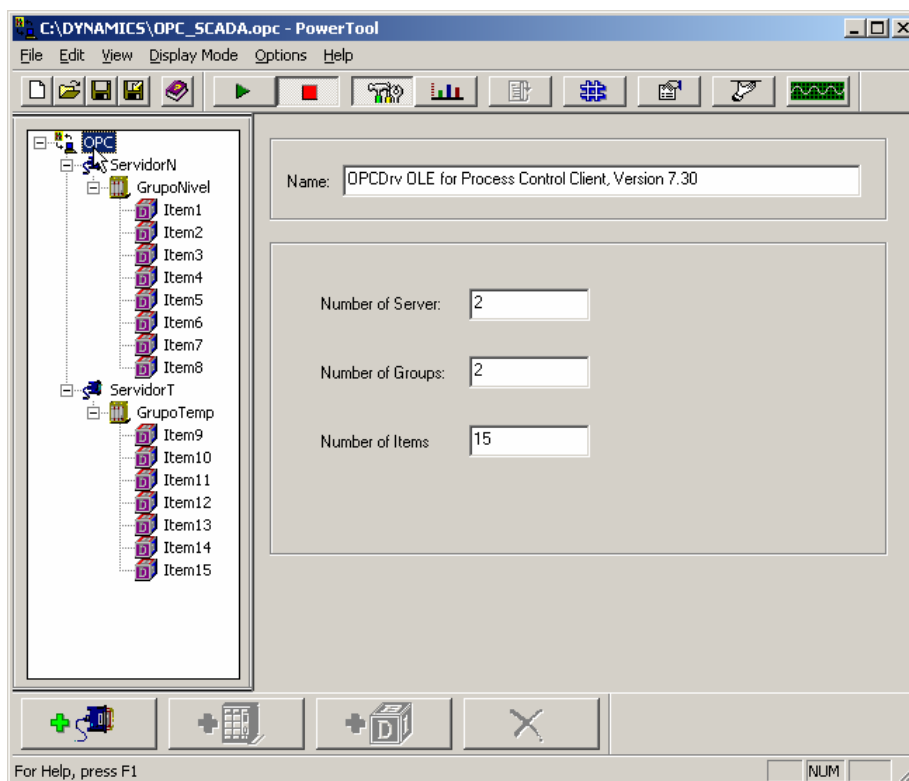 C:\DYNAMICS\OPC_SCADA.opc - PowerTool
File Edit View Display Mode Options Help
OPC
ServidorN
GrupoNivel
Item1
Item2
Item3
Item4
Item5
Item6
Item7
Item8
ServidorT
GrupoTemp
Item9
Item10
Item11
Item12
Item13
Item14
Item15
Name: OPCDrv OLE for Process Control Client, Version 7.30
Number of Server: 2
Number of Groups: 2
Number of Items 15
For Help, press F1
NUM